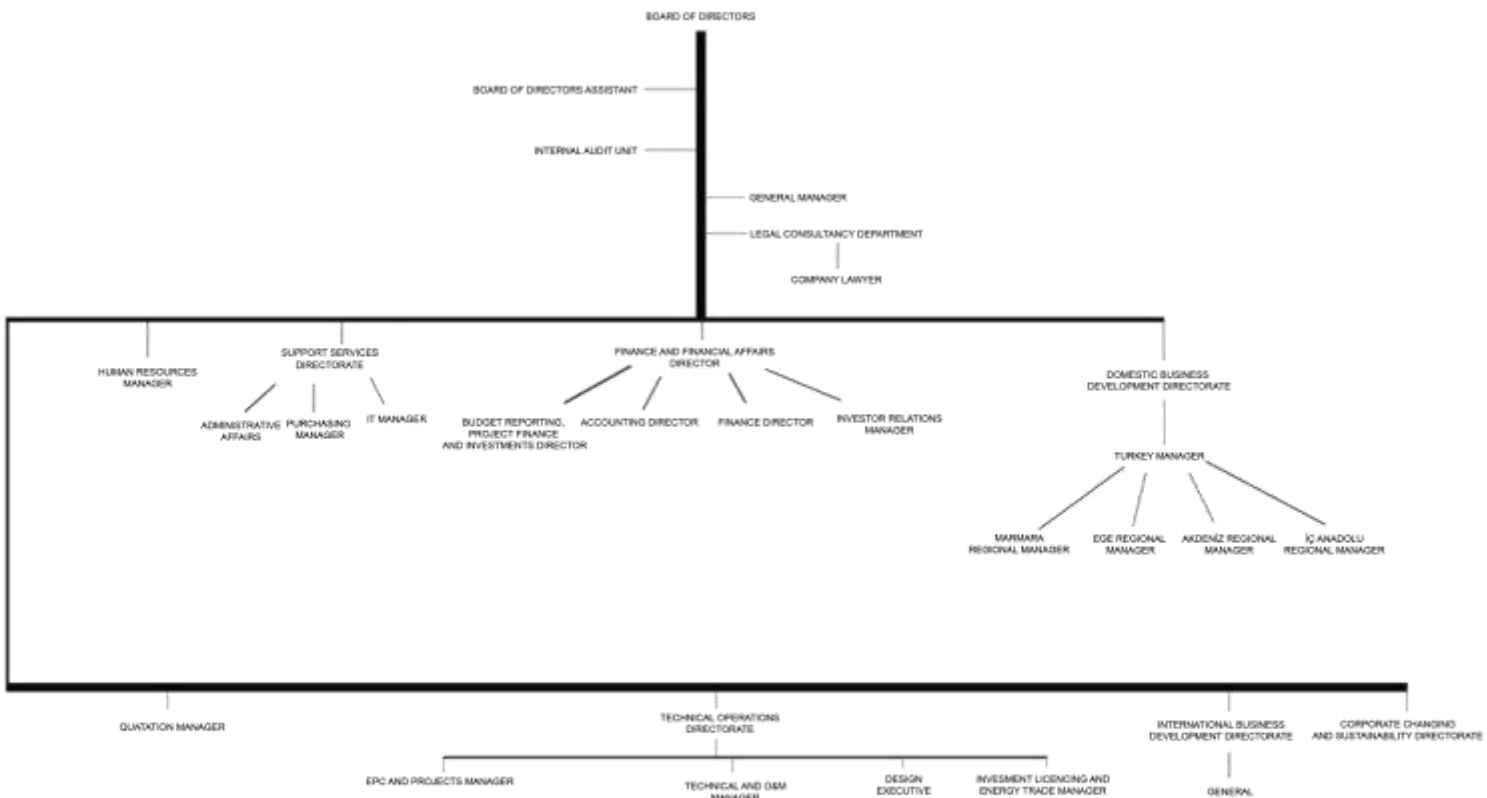 BOARD OF DIRECTORS
BOARD OF DIRECTORS ASSISTANT
INTERNAL AUDIT UNIT
GENERAL MANAGER
LEGAL CONSULTANCY DEPARTMENT
COMPANY LAWYER
HUMAN RESOURCES
MANAGER
SUPPORT SERVICES
DIRECTORATE
ADMINISTRATIVE
AFFAIRS
PURCHASING
MANAGER
IT MANAGER
FINANCE AND FINANCIAL AFFAIRS
DIRECTOR
BUDGET REPORTING,
PROJECT FINANCE
AND INVESTMENTS DIRECTOR
ACCOUNTING DIRECTOR
FINANCE DIRECTOR
INVESTOR RELATIONS
MANAGER
DOMESTIC BUSINESS
DEVELOPMENT DIRECTORATE
TURKEY MANAGER
MARMARA
REGIONAL MANAGER
EGE REGIONAL
MANAGER
AKDENİZ REGIONAL
MANAGER
İÇ ANADOLU
REGIONAL MANAGER
QUATATION MANAGER
TECHNICAL OPERATIONS
DIRECTORATE
EPC AND PROJECTS MANAGER
TECHNICAL AND O&M
MANAGER
DESIGN
EXECUTIVE
INVESMENT LICENCING AND
ENERGY TRADE MANAGER
INTERNATIONAL BUSINESS
DEVELOPMENT DIRECTORATE
GENERAL
CORPORATE CHANGING
AND SUSTAINABILITY DIRECTORATE